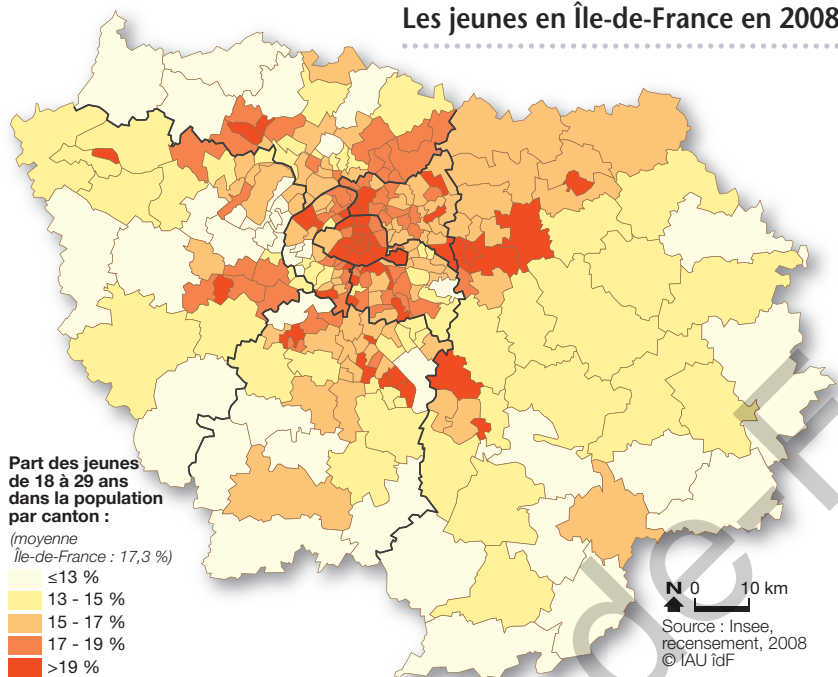 Les jeunes en Île-de-France en 2008
Part des jeunes
de 18 à 29 ans
dans la population
par canton :
(moyenne
Île-de-France : 17,3 %)
≤13 %
13 - 15 %
15 - 17 %
17 - 19 %
>19 %
N 0 10 km
Source : Insee,
recensement, 2008
© IAU îdF
de F